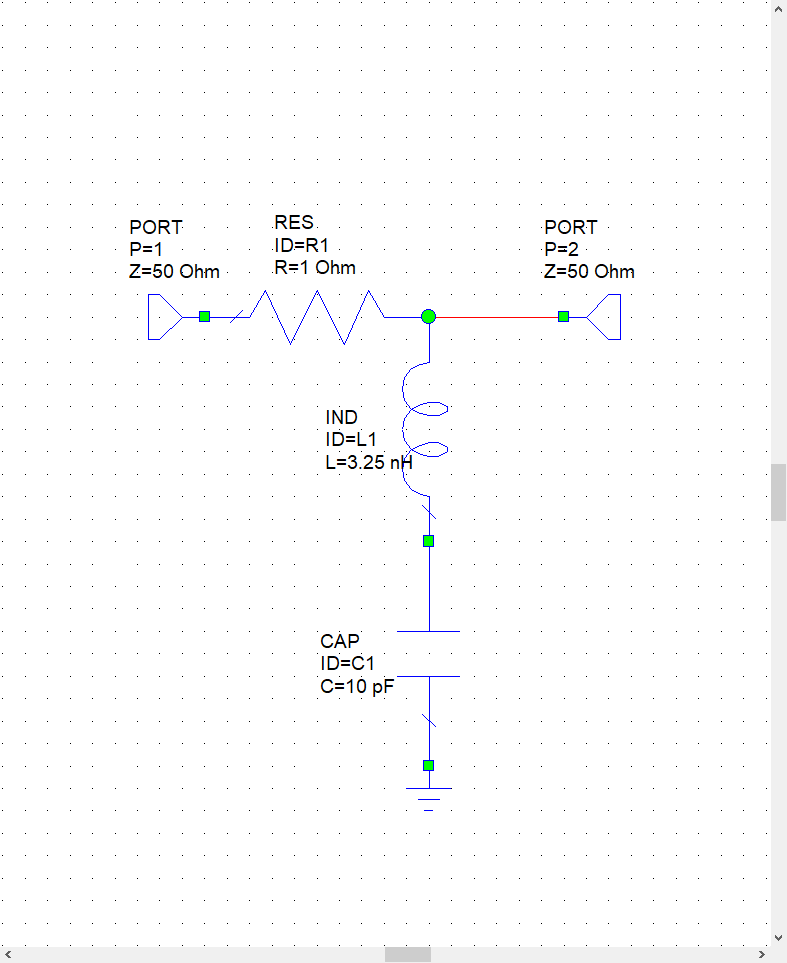 PORT
P=1
Z=50 Ohm
RES
ID=R1
R=1 Ohm
PORT
P=2
Z=50 Ohm
IND
ID=L1
L=3.25 nH
CAP
ID=C1
C=10 pF